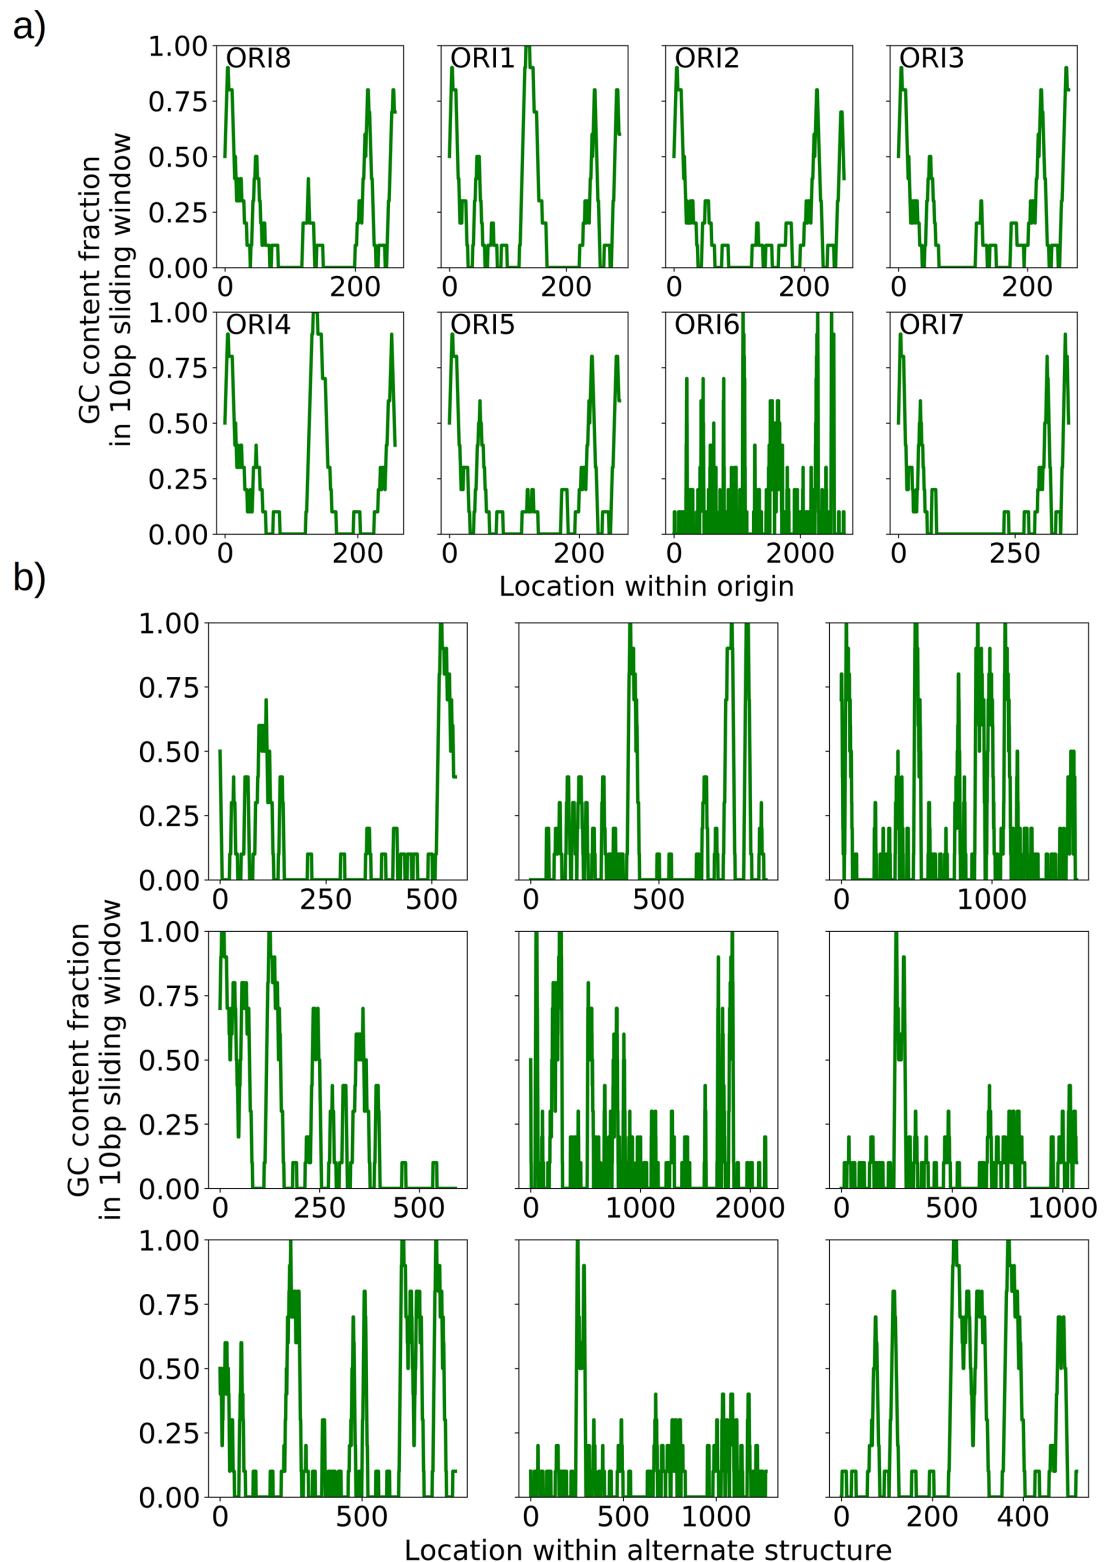 a)
GC content fraction
in 10bp sliding window
1.00
0.75
0.50
0.25
0.00
ORI8
0 200
ORI1
0 200
ORI2
0 200
ORI3
0 200
1.00
0.75
0.50
0.25
0.00
ORI4
0 200
ORI5
0 200
ORI6
0 2000
ORI7
0 250
Location within origin
b)
GC content fraction
in 10bp sliding window
1.00
0.75
0.50
0.25
0.00
0 250 500
0 500
0 1000
1.00
0.75
0.50
0.25
0.00
0 250 500
0 1000 2000
0 500 1000
1.00
0.75
0.50
0.25
0.00
0 500
0 500 1000
0 200 400
Location within alternate structure